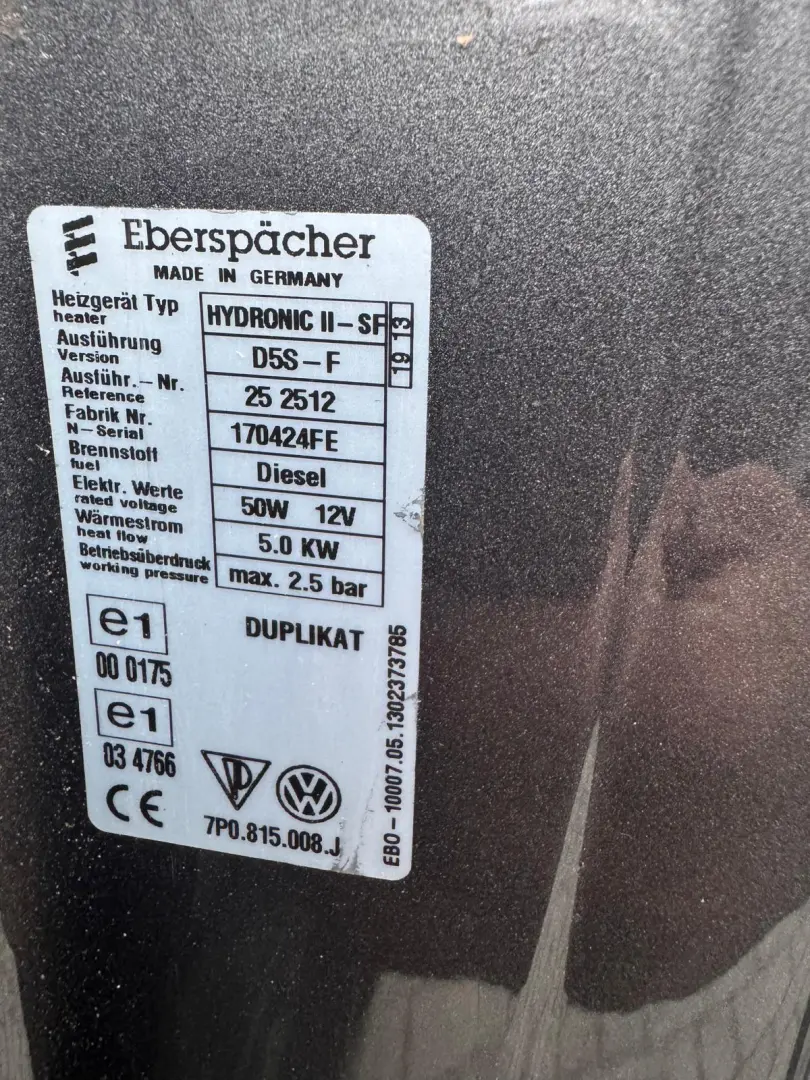 Eberspächer
MADE IN GERMANY
Heizgerät Typ HYDRONIC II-SF
heater
Ausführung D5S-F
Version
Ausführ.-Nr. 25 2512
Reference
Fabrik Nr. 170424FE
N-Serial
Brennstoff Diesel
fuel
Elektr. Werte 50W 12V
rated voltage
Wärmestrom 5.0 KW
heat flow
Betriebsüberdruck max. 2.5 bar
working pressure
19 13
e1
00 0175
DUPLIKAT
e1
03 4766
CE
VW
7P0.815.008.J
EBO-10007.05.1302373785